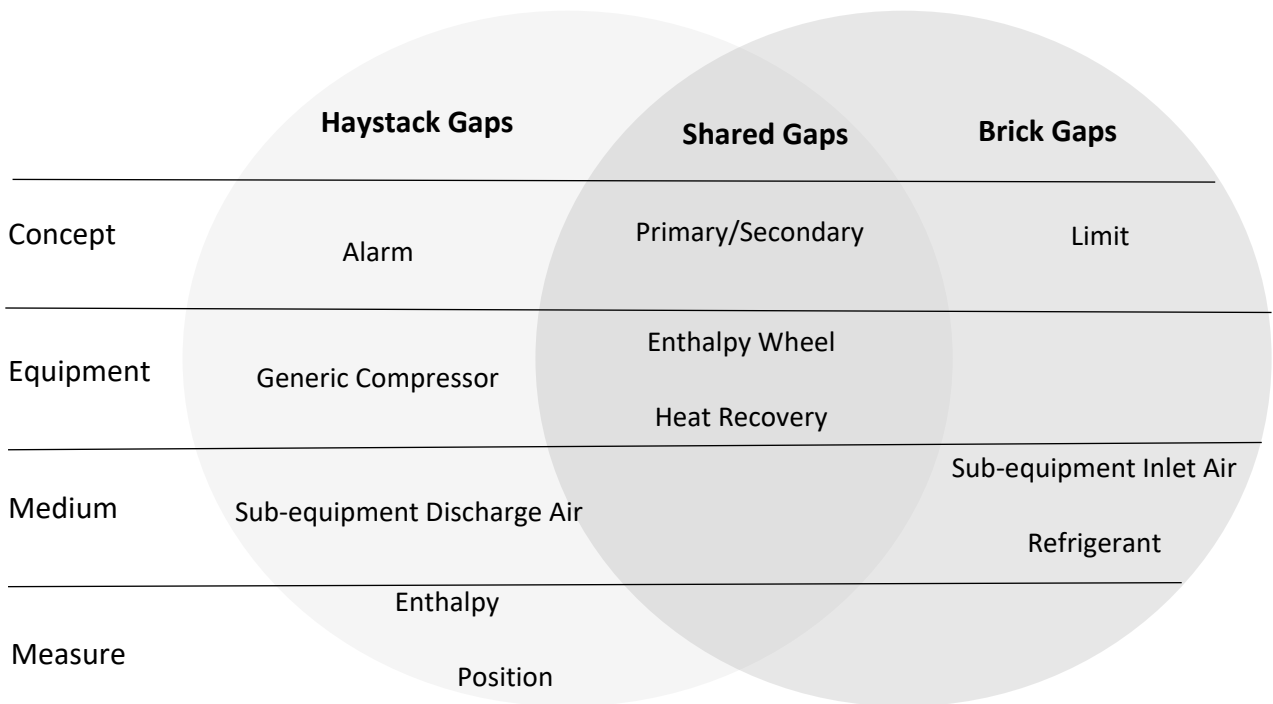 Haystack Gaps
Shared Gaps
Brick Gaps
Concept
Alarm
Primary/Secondary
Limit
Equipment
Generic Compressor
Enthalpy Wheel
Heat Recovery
Medium
Sub-equipment Discharge Air
Sub-equipment Inlet Air
Refrigerant
Measure
Enthalpy
Position